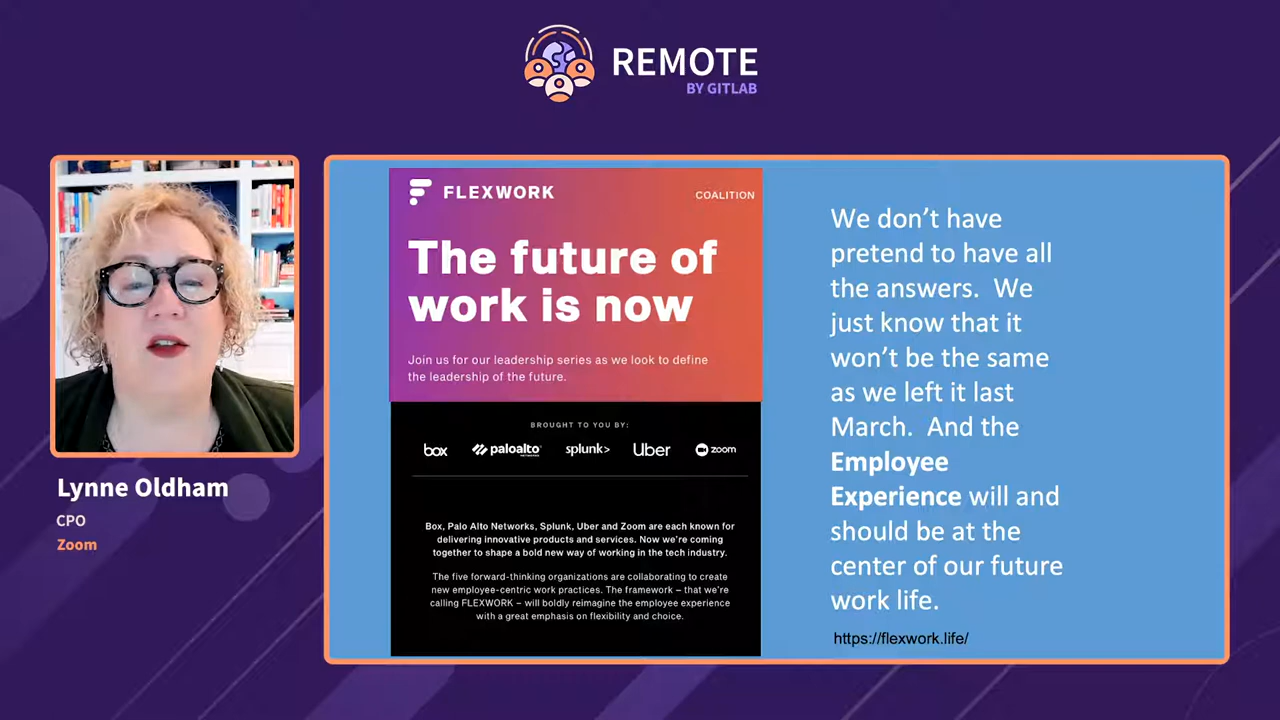 REMOTE
BY GITLAB
Lynne Oldham
CPO
Zoom
FLEXWORK
COALITION
The future of
work is now
Join us for our leadership series as we look to define
the leadership of the future.
BROUGHT TO YOU BY:
box
paloalto
splunk>
Uber
zoom
Box, Palo Alto Networks, Splunk, Uber and Zoom are each known for
delivering innovative products and services. Now we're coming
together to shape a bold new way of working in the tech industry.
The five forward-thinking organizations are collaborating to create
new employee-centric work practices. The framework – that we're
calling FLEXWORK – will boldly reimagine the employee experience
with a great emphasis on flexibility and choice.
We don't have
pretend to have all
the answers.  We
just know that it
won't be the same
as we left it last
March.  And the
Employee
Experience will and
should be at the
center of our future
work life.
https://flexwork.life/